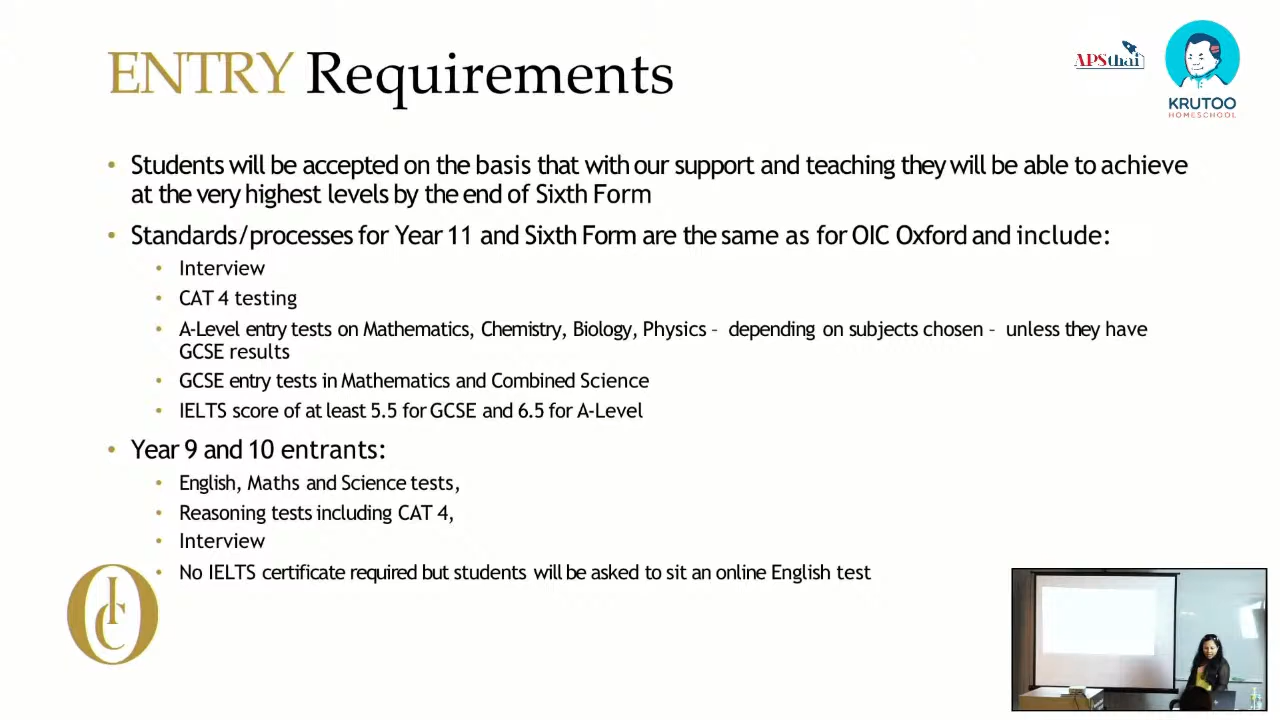 ENTRY Requirements
APSthai
KRUTOO
HOMESCHOOL
• Students will be accepted on the basis that with our support and teaching they will be able to achieve
at the very highest levels by the end of Sixth Form
• Standards/processes for Year 11 and Sixth Form are the same as for OIC Oxford and include:
• Interview
• CAT 4 testing
• A-Level entry tests on Mathematics, Chemistry, Biology, Physics – depending on subjects chosen – unless they have
GCSE results
• GCSE entry tests in Mathematics and Combined Science
• IELTS score of at least 5.5 for GCSE and 6.5 for A-Level
• Year 9 and 10 entrants:
• English, Maths and Science tests,
• Reasoning tests including CAT 4,
• Interview
• No IELTS certificate required but students will be asked to sit an online English test
OIC